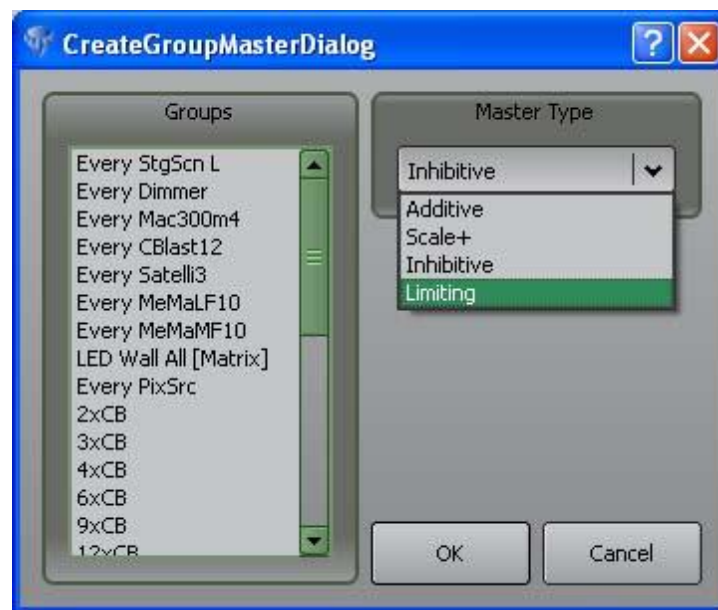 CreateGroupMasterDialog
Groups
Every StgScn L
Every Dimmer
Every Mac300m4
Every CBlast12
Every Satelli3
Every MeMaLF10
Every MeMaMF10
LED Wall All [Matrix]
Every PixSrc
2xCB
3xCB
4xCB
6xCB
9xCB
12xCB
Master Type
Inhibitive
Additive
Scale+
Inhibitive
Limiting
OK
Cancel